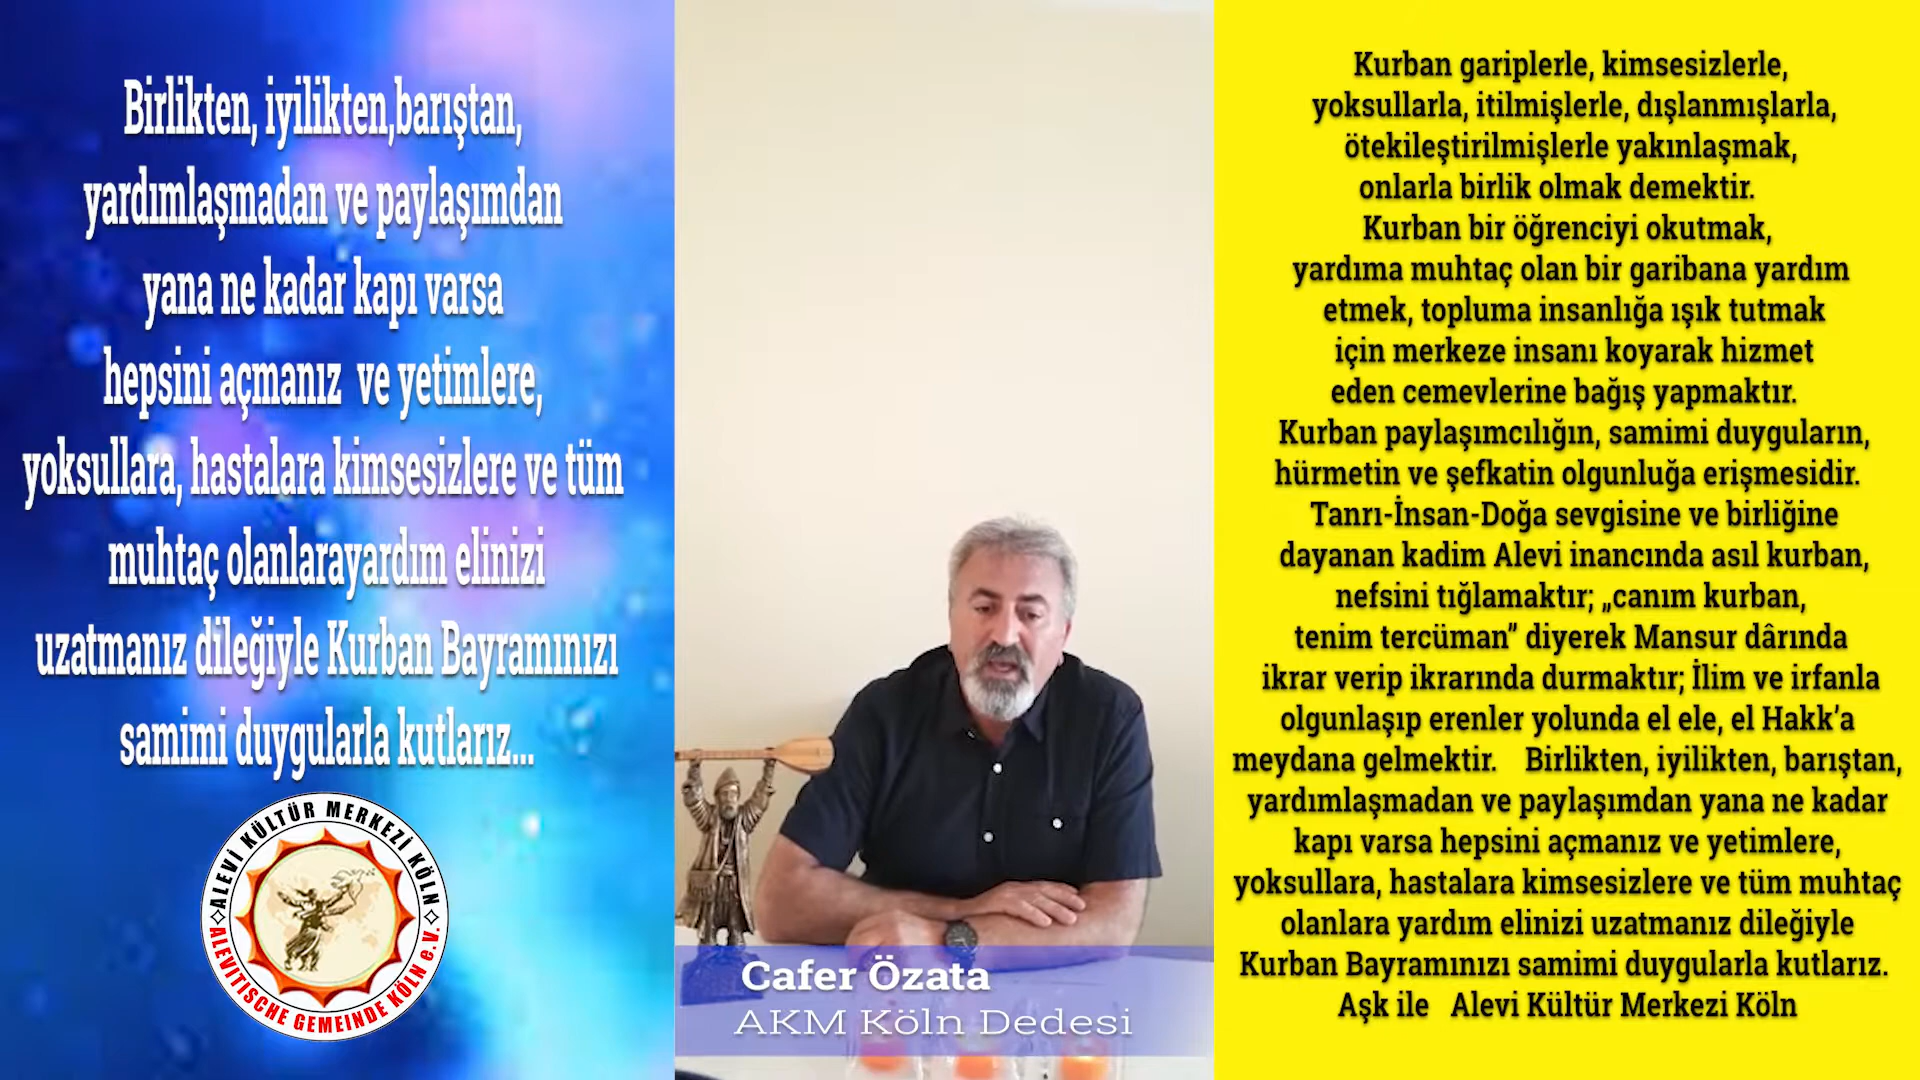 Birlikten, iyilikten,barıştan,
yardımlaşmadan ve paylaşımdan
yana ne kadar kapı varsa
hepsini açmanız  ve yetimlere,
yoksullara, hastalara kimsesizlere ve tüm
muhtaç olanlarayardım elinizi
uzatmanız dileğiyle Kurban Bayramınızı
samimi duygularla kutlarız...
ALEVİ KÜLTÜR MERKEZİ KÖLN
ALEVITISCHE GEMEINDE KÖLN e.V.
Cafer Özata
AKM Köln Dedesi
Kurban gariplerle, kimsesizlerle,
yoksullarla, itilmişlerle, dışlanmışlarla,
ötekileştirilmişlerle yakınlaşmak,
onlarla birlik olmak demektir.
Kurban bir öğrenciyi okutmak,
yardıma muhtaç olan bir garibana yardım
etmek, topluma insanlığa ışık tutmak
için merkeze insanı koyarak hizmet
eden cemevlerine bağış yapmaktır.
Kurban paylaşımcılığın, samimi duyguların,
hürmetin ve şefkatin olgunluğa erişmesidir.
Tanrı-İnsan-Doğa sevgisine ve birliğine
dayanan kadim Alevi inancında asıl kurban,
nefsini tığlamaktır; „canım kurban,
tenim tercüman” diyerek Mansur dârında
ikrar verip ikrarında durmaktır; İlim ve irfanla
olgunlaşıp erenler yolunda el ele, el Hakk’a
meydana gelmektir.    Birlikten, iyilikten, barıştan,
yardımlaşmadan ve paylaşımdan yana ne kadar
kapı varsa hepsini açmanız ve yetimlere,
yoksullara, hastalara kimsesizlere ve tüm muhtaç
olanlara yardım elinizi uzatmanız dileğiyle
Kurban Bayramınızı samimi duygularla kutlarız.
Aşk ile   Alevi Kültür Merkezi Köln